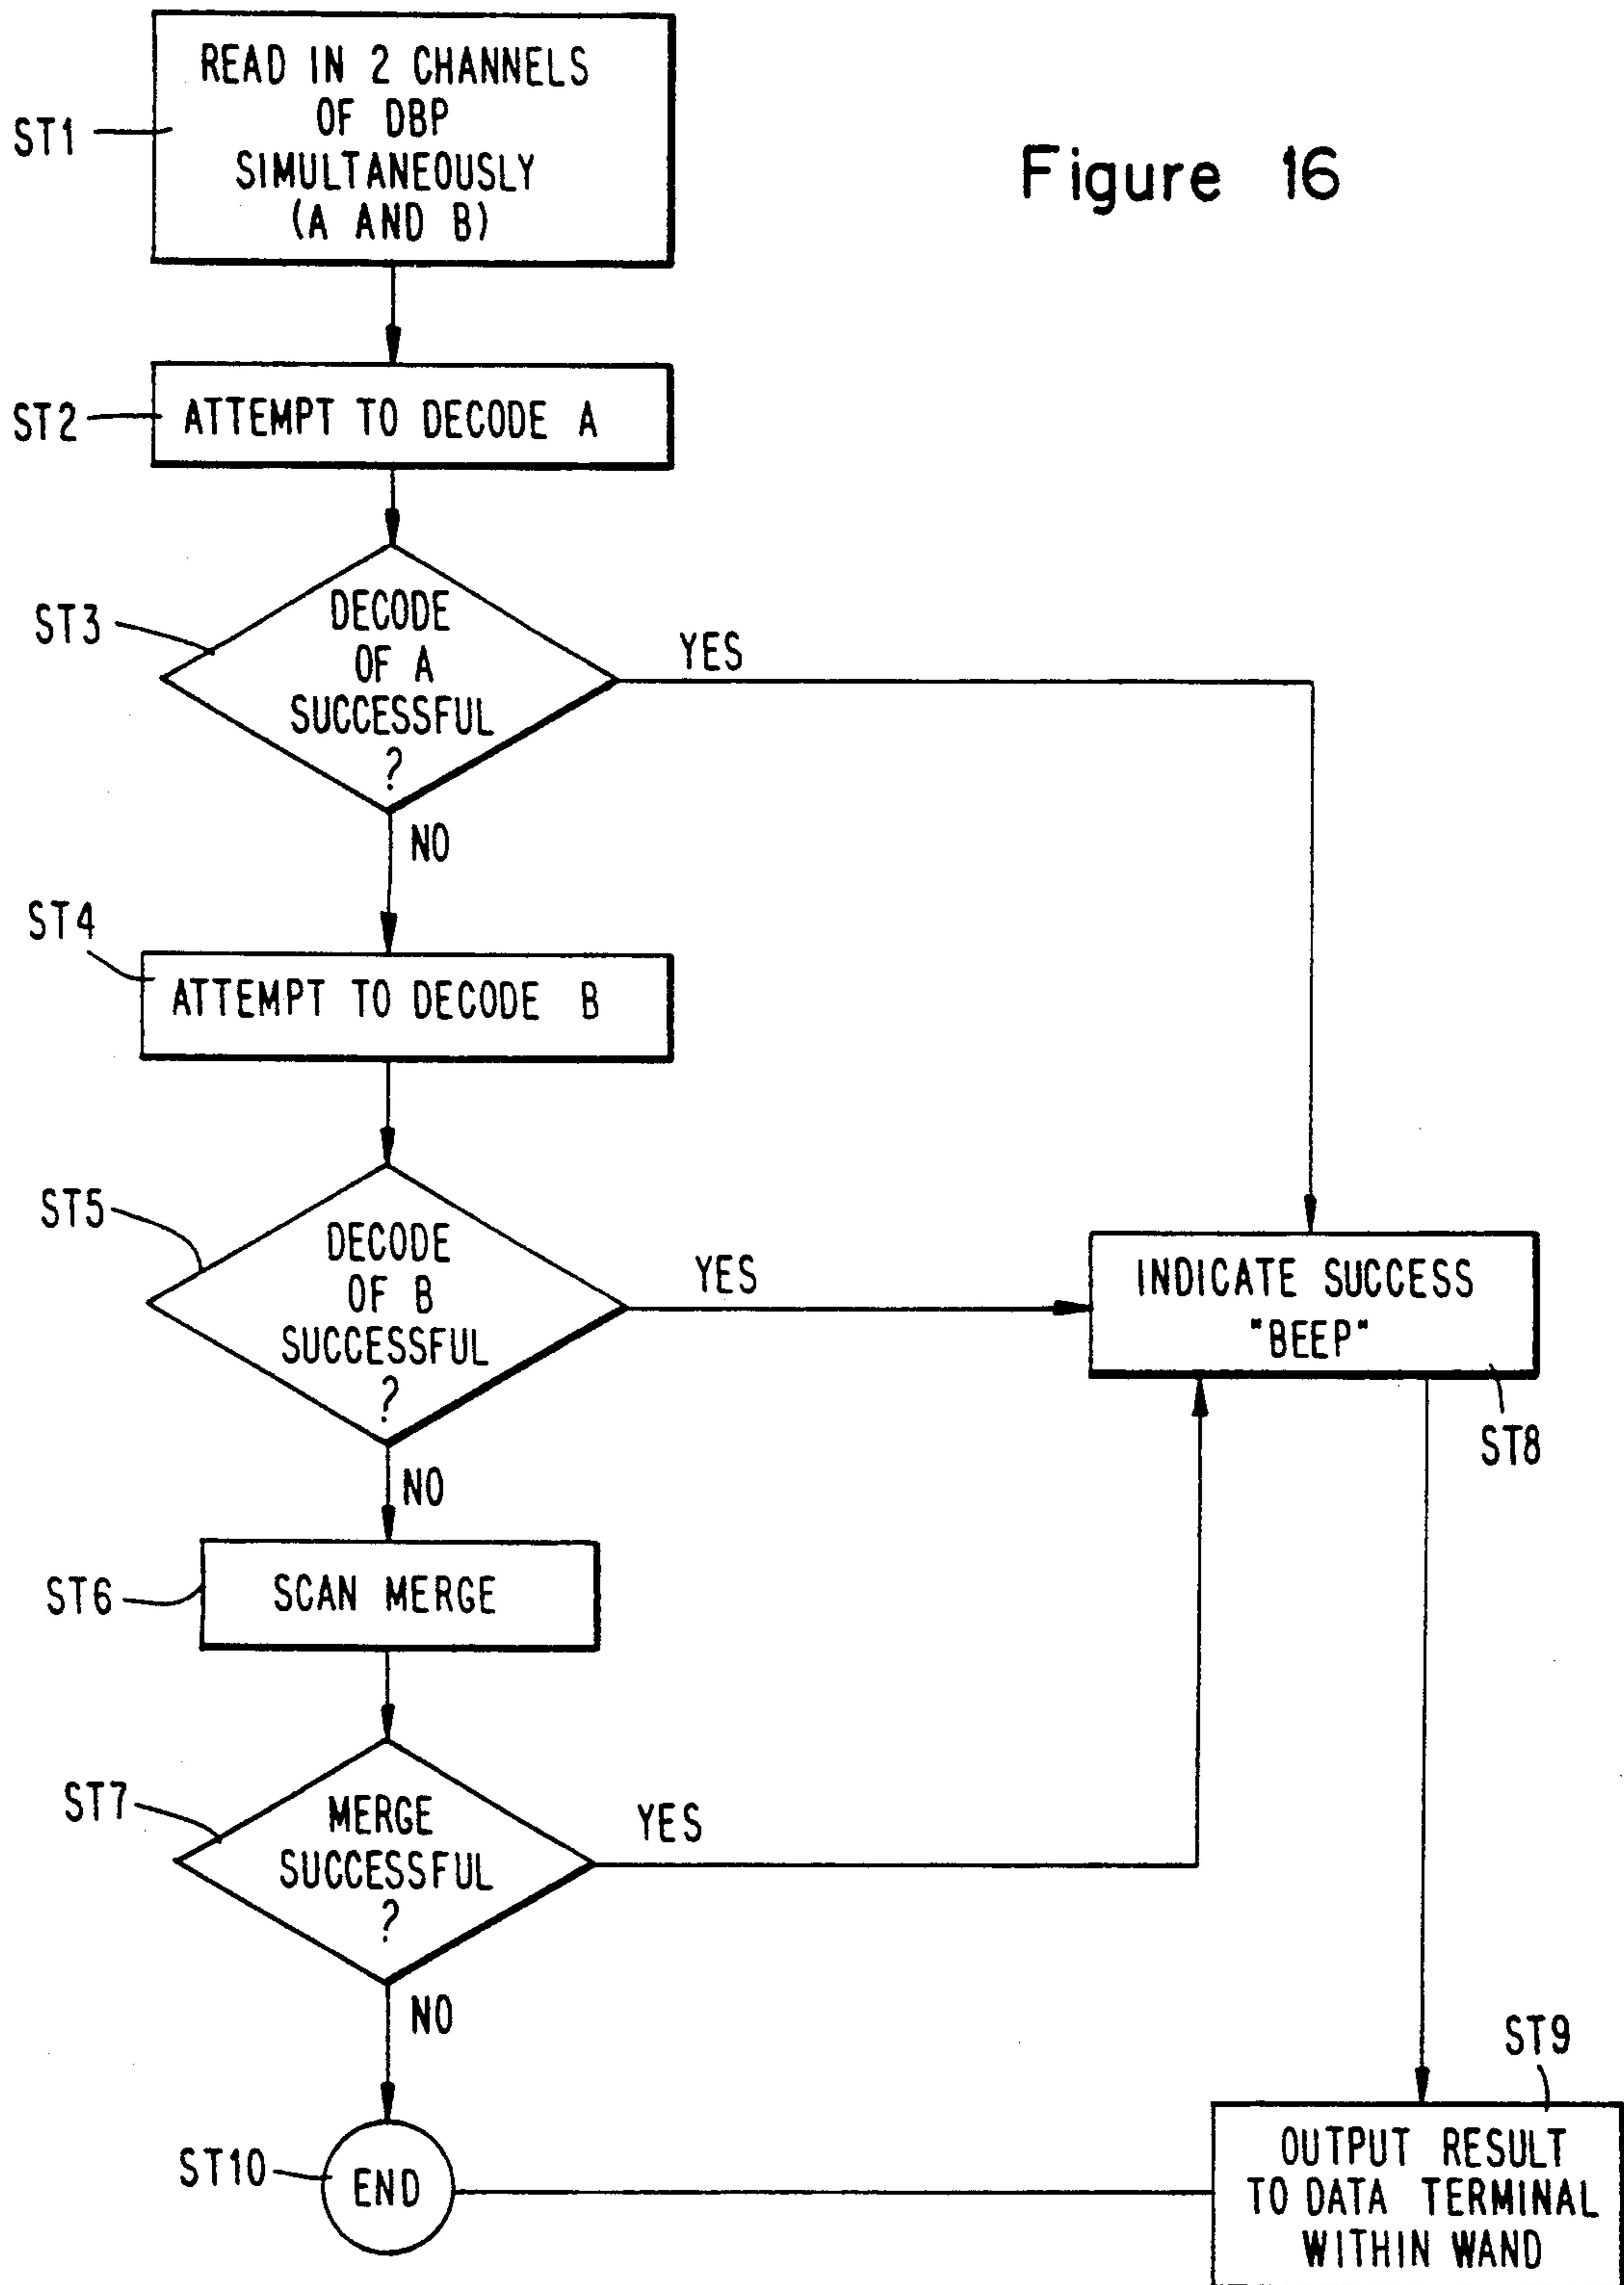 Figure 16
ST1
READ IN 2 CHANNELS
OF DBP
SIMULTANEOUSLY
(A AND B)
ST2
ATTEMPT TO DECODE A
ST3
DECODE
OF A
SUCCESSFUL
?
YES
NO
ST4
ATTEMPT TO DECODE B
ST5
DECODE
OF B
SUCCESSFUL
?
YES
NO
INDICATE SUCCESS
"BEEP"
ST8
ST6
SCAN MERGE
ST7
MERGE
SUCCESSFUL
?
YES
NO
ST10
END
ST9
OUTPUT RESULT
TO DATA TERMINAL
WITHIN WAND